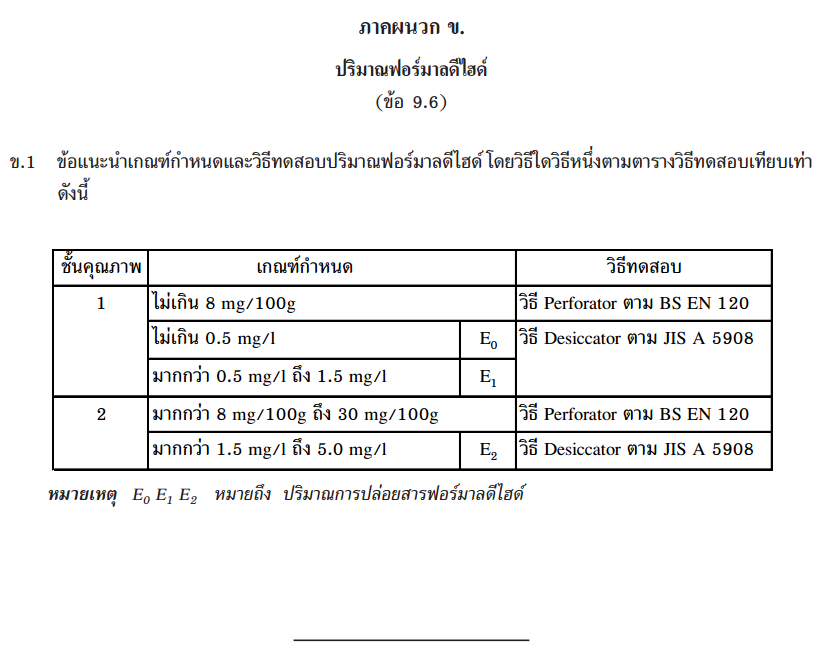 ภาคผนวก ข.
ปริมาณฟอร์มาลดีไฮด์
(ข้อ 9.6)
ข.1 ข้อแนะนำเกณฑ์กำหนดและวิธีทดสอบปริมาณฟอร์มาลดีไฮด์ โดยวิธีใดวิธีหนึ่งตามตารางวิธีทดสอบเทียบเท่า
ดังนี้
ชั้นคุณภาพ เกณฑ์กำหนด วิธีทดสอบ
1 ไม่เกิน 8 mg/100g วิธี Perforator ตาม BS EN 120
ไม่เกิน 0.5 mg/l E0 วิธี Desiccator ตาม JIS A 5908
มากกว่า 0.5 mg/l ถึง 1.5 mg/l E1
2 มากกว่า 8 mg/100g ถึง 30 mg/100g วิธี Perforator ตาม BS EN 120
มากกว่า 1.5 mg/l ถึง 5.0 mg/l E2 วิธี Desiccator ตาม JIS A 5908
หมายเหตุ E0 E1 E2 หมายถึง ปริมาณการปล่อยสารฟอร์มาลดีไฮด์